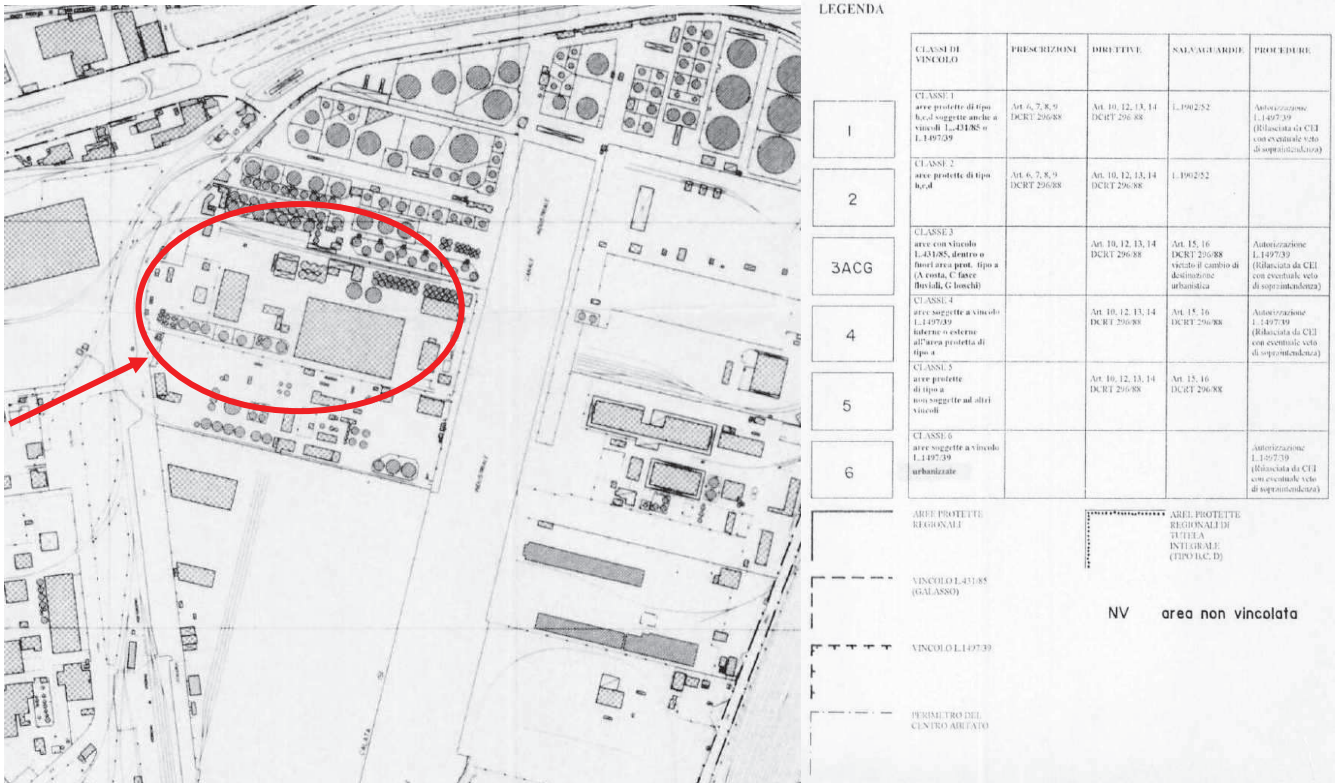 LEGENDA
CLASSI DI
VINCOLO
PRESCRIZIONI
DIRETTIVE
SALVAGUARDIE
PROCEDURE
1
CLASSE 1
aree protette di tipo
b,c,d soggette anche a
vincoli L.431/85 o
L.1497/39
Art. 6, 7, 8, 9
DCRT 296/88
Art. 10, 12, 13, 14
DCRT 296/88
L.1902/52
Autorizzazione
L.1497/39
(Rilasciata da CEI
con eventuale veto
di sopraintendenza)
2
CLASSE 2
aree protette di tipo
b,c,d
Art. 6, 7, 8, 9
DCRT 296/88
Art. 10, 12, 13, 14
DCRT 296/88
L.1902/52
3ACG
CLASSE 3
aree con vincolo
L.431/85, dentro o
fuori area prot. tipo a
(A costa, C fasce
fluviali, G boschi)
Art. 10, 12, 13, 14
DCRT 296/88
Art. 15, 16
DCRT 296/88
vietato il cambio di
destinazione
urbanistica
Autorizzazione
L.1497/39
(Rilasciata da CEI
con eventuale veto
di sopraintendenza)
4
CLASSE 4
aree soggette a vincolo
L.1497/39
interne o esterne
all'area protetta di
tipo a
Art. 10, 12, 13, 14
DCRT 296/88
Art. 15, 16
DCRT 296/88
Autorizzazione
L.1497/39
(Rilasciata da CEI
con eventuale veto
di sopraintendenza)
5
CLASSE 5
aree protette
di tipo a
non soggette ad altri
vincoli
Art. 10, 12, 13, 14
DCRT 296/88
Art. 15, 16
DCRT 296/88
6
CLASSE 6
aree soggette a vincolo
L.1497/39
urbanizzate
Autorizzazione
L.1497/39
(Rilasciata da CEI
con eventuale veto
di sopraintendenza)
AREE PROTETTE
REGIONALI
AREE PROTETTE
REGIONALI DI
TUTELA
INTEGRALE
(TIPO B,C, D)
VINCOLO L.431/85
(GALASSO)
NV area non vincolata
VINCOLO L.1497/39
PERIMETRO DEL
CENTRO ABITATO
CANALE
INDUSTRIALE
CALATA